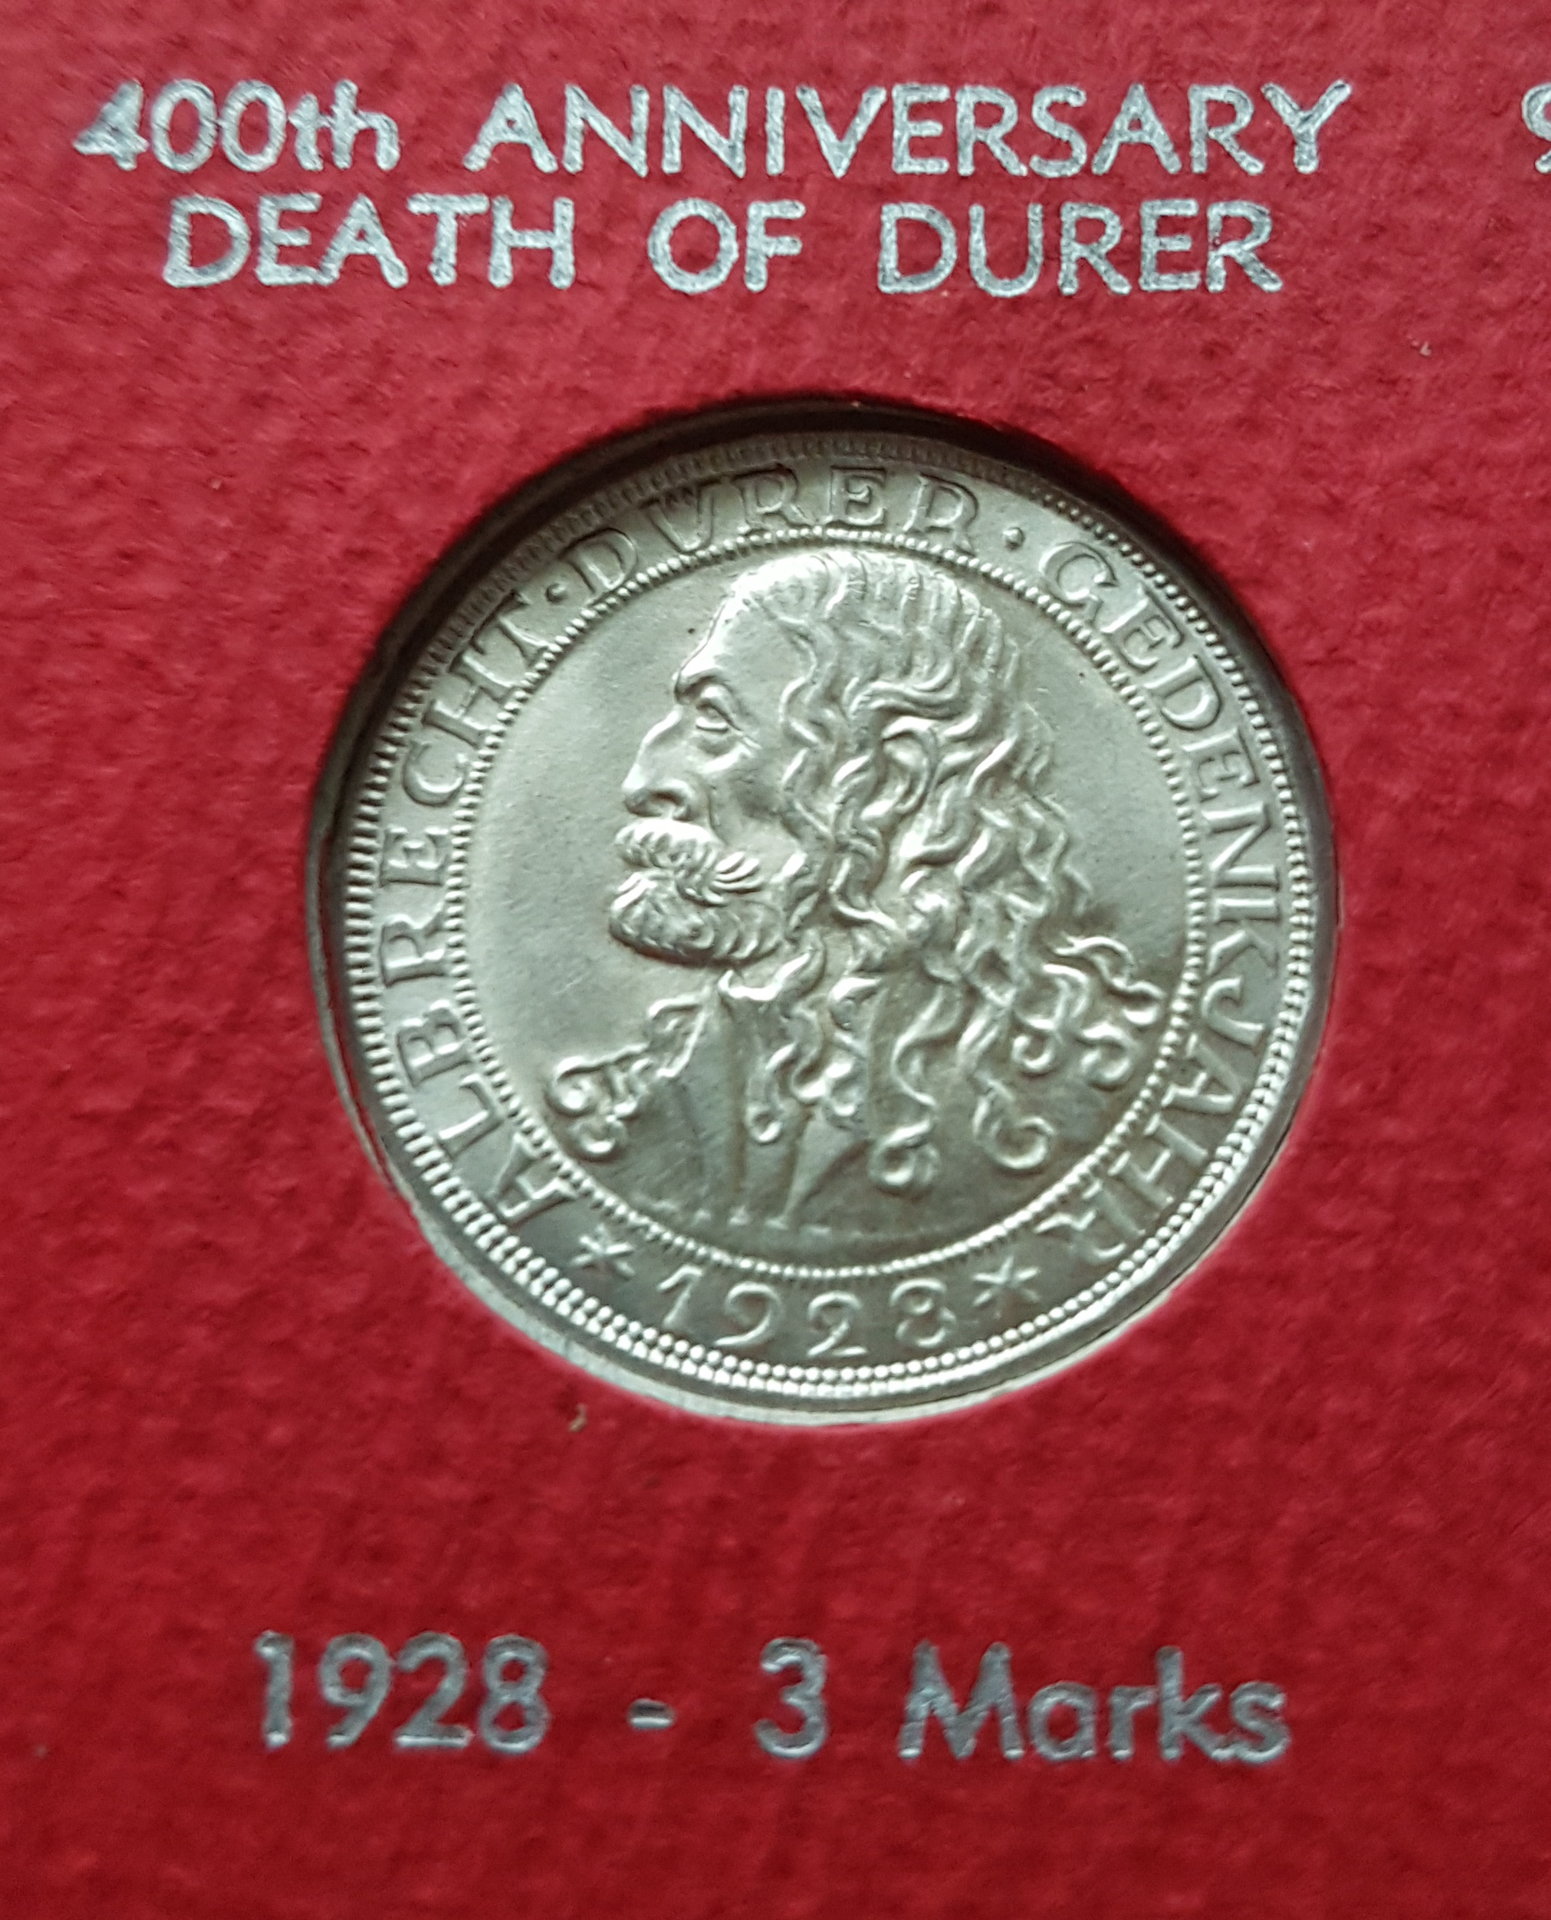 400th ANNIVERSARY
DEATH OF DURER
ALBRECHT · DVRER · GEDENKJAHR
* 1928 *
1928 - 3 Marks